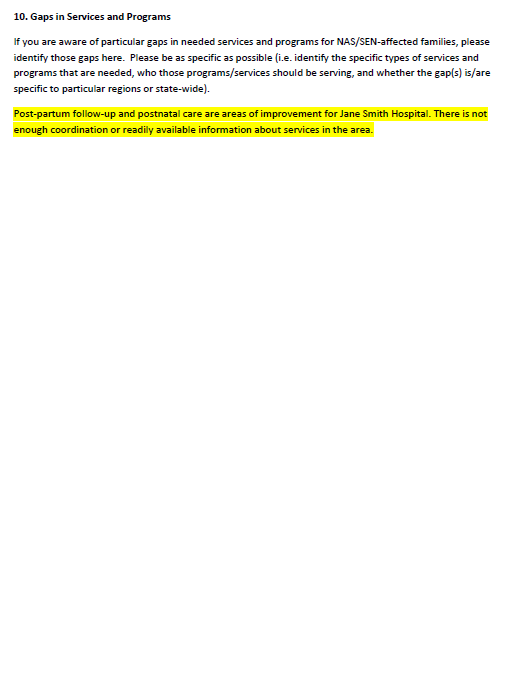 10. Gaps in Services and Programs
If you are aware of particular gaps in needed services and programs for NAS/SEN-affected families, please
identify those gaps here.  Please be as specific as possible (i.e. identify the specific types of services and
programs that are needed, who those programs/services should be serving, and whether the gap(s) is/are
specific to particular regions or state-wide).
Post-partum follow-up and postnatal care are areas of improvement for Jane Smith Hospital. There is not
enough coordination or readily available information about services in the area.